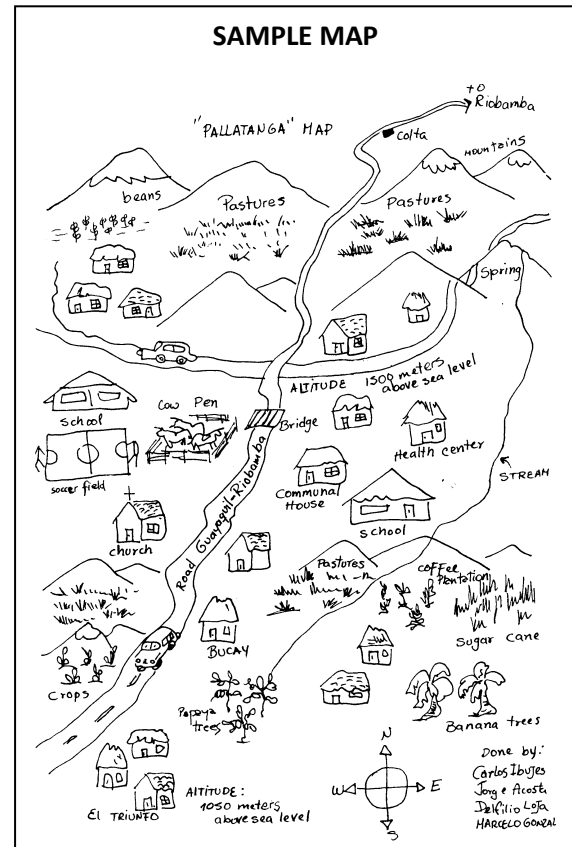 SAMPLE MAP
to
Riobamba
"PALLATANGA" MAP
Colta
MOUNTAINS
beans
Pastures
Pastures
Spring
ALTITUDE 1500 meters
above sea level
School
Cow Pen
Bridge
Health center
soccer field
Communal
House
STREAM
School
church
Road Guayaquil-Riobamba
Pastures
coffee
Plantation
Sugar cane
BUCAY
Crops
Papaya
trees
Banana trees
N
W
E
S
Done by:
Carlos Ibujes
Jorge Acosta
Delfilio Loja
MARCELO GONZAL
El TRIUNFO
ALTITUDE:
1050 meters
above sea level